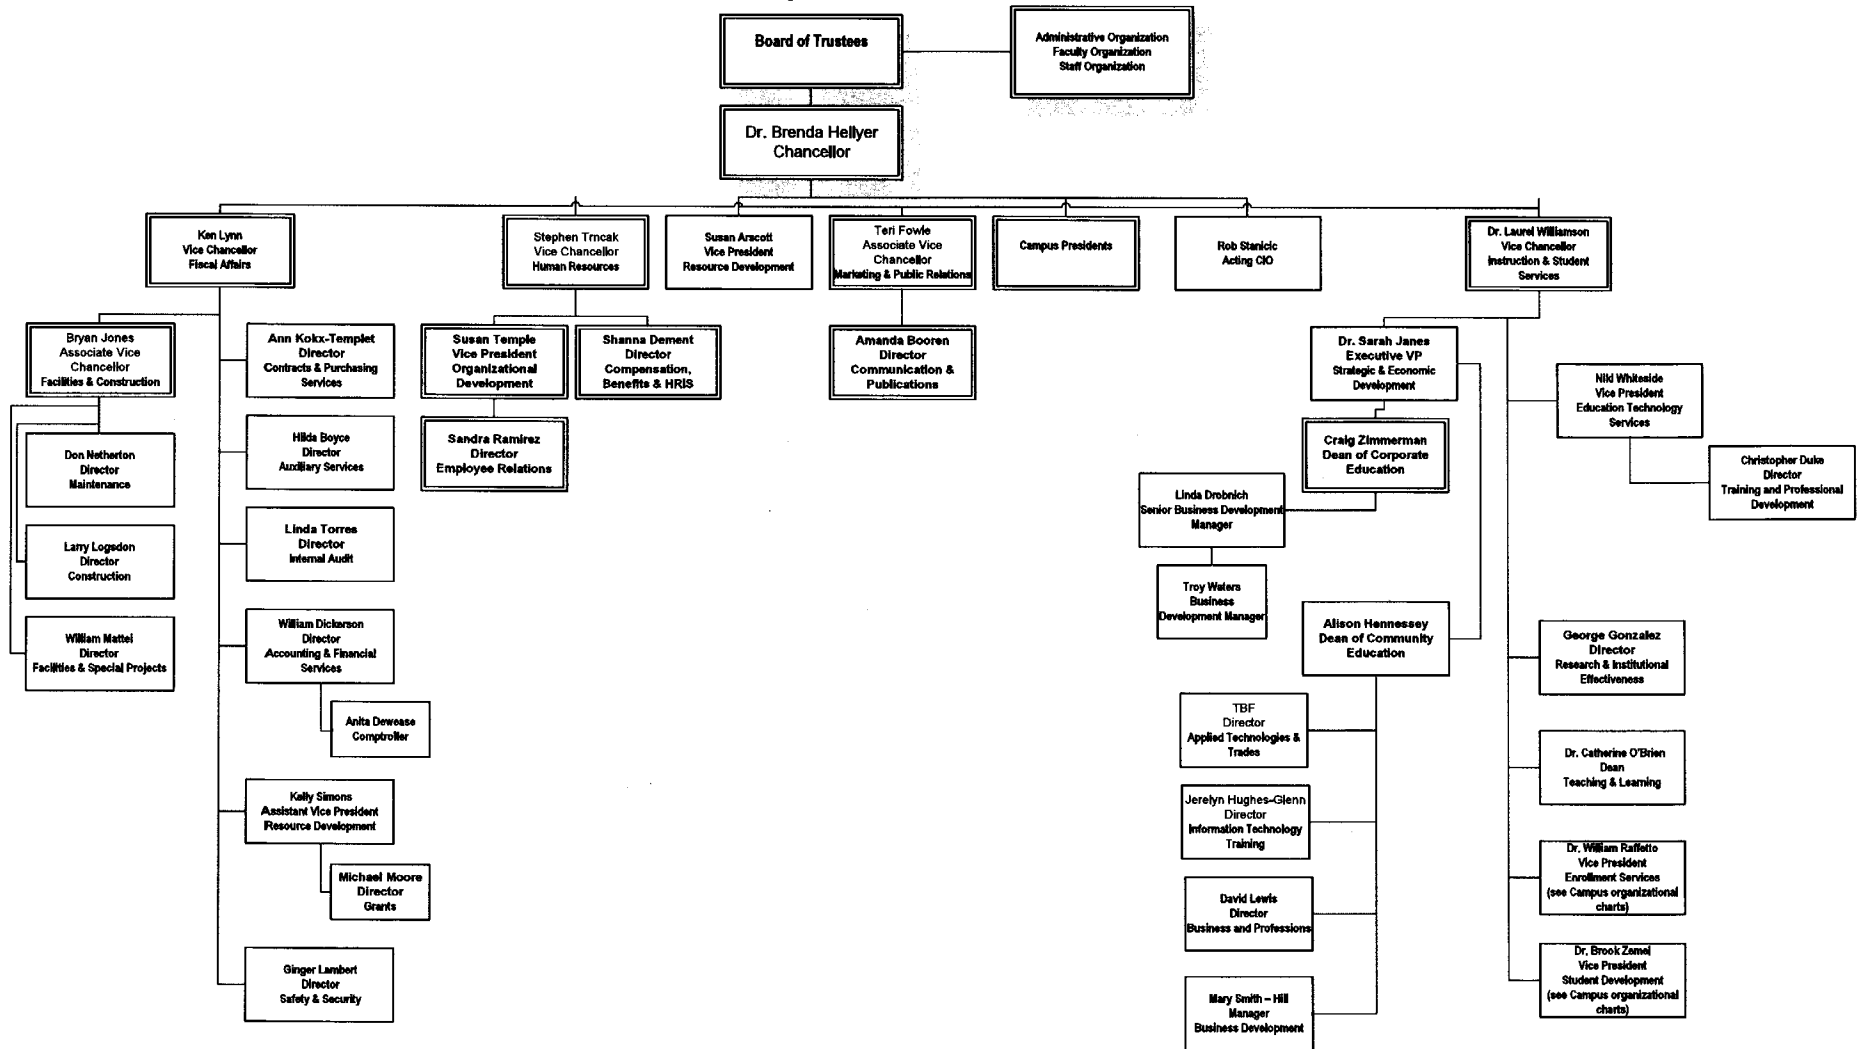 Board of Trustees
Administrative Organization
Faculty Organization
Staff Organization
Dr. Brenda Hellyer
Chancellor
Ken Lynn
Vice Chancellor
Fiscal Affairs
Stephen Trncak
Vice Chancellor
Human Resources
Susan Aracott
Vice President
Resource Development
Teri Fowle
Associate Vice
Chancellor
Marketing & Public Relations
Campus Presidents
Rob Stanicic
Acting CIO
Dr. Laurel Williamson
Vice Chancellor
Instruction & Student
Services
Bryan Jones
Associate Vice
Chancellor
Facilities & Construction
Don Netherton
Director
Maintenance
Larry Logsdon
Director
Construction
William Mattei
Director
Facilities & Special Projects
Ann Kokx-Templet
Director
Contracts & Purchasing
Services
Hilda Boyce
Director
Auxiliary Services
Linda Torres
Director
Internal Audit
William Dickerson
Director
Accounting & Financial
Services
Anita Dewease
Comptroller
Kelly Simons
Assistant Vice President
Resource Development
Michael Moore
Director
Grants
Ginger Lambert
Director
Safety & Security
Susan Temple
Vice President
Organizational
Development
Shanna Dement
Director
Compensation,
Benefits & HRIS
Sandra Ramirez
Director
Employee Relations
Amanda Booren
Director
Communication &
Publications
Dr. Sarah Janes
Executive VP
Strategic & Economic
Development
Craig Zimmerman
Dean of Corporate
Education
Linda Drobnich
Senior Business Development
Manager
Troy Waters
Business
Development Manager
Alison Hennessey
Dean of Community
Education
TBF
Director
Applied Technologies &
Trades
Jerelyn Hughes-Glenn
Director
Information Technology
Training
David Lewis
Director
Business and Professions
Mary Smith – Hill
Manager
Business Development
Niki Whiteside
Vice President
Education Technology
Services
Christopher Duke
Director
Training and Professional
Development
George Gonzalez
Director
Research & Institutional
Effectiveness
Dr. Catherine O'Brien
Dean
Teaching & Learning
Dr. William Raffetto
Vice President
Enrollment Services
(see Campus organizational
charts)
Dr. Brook Zemel
Vice President
Student Development
(see Campus organizational
charts)